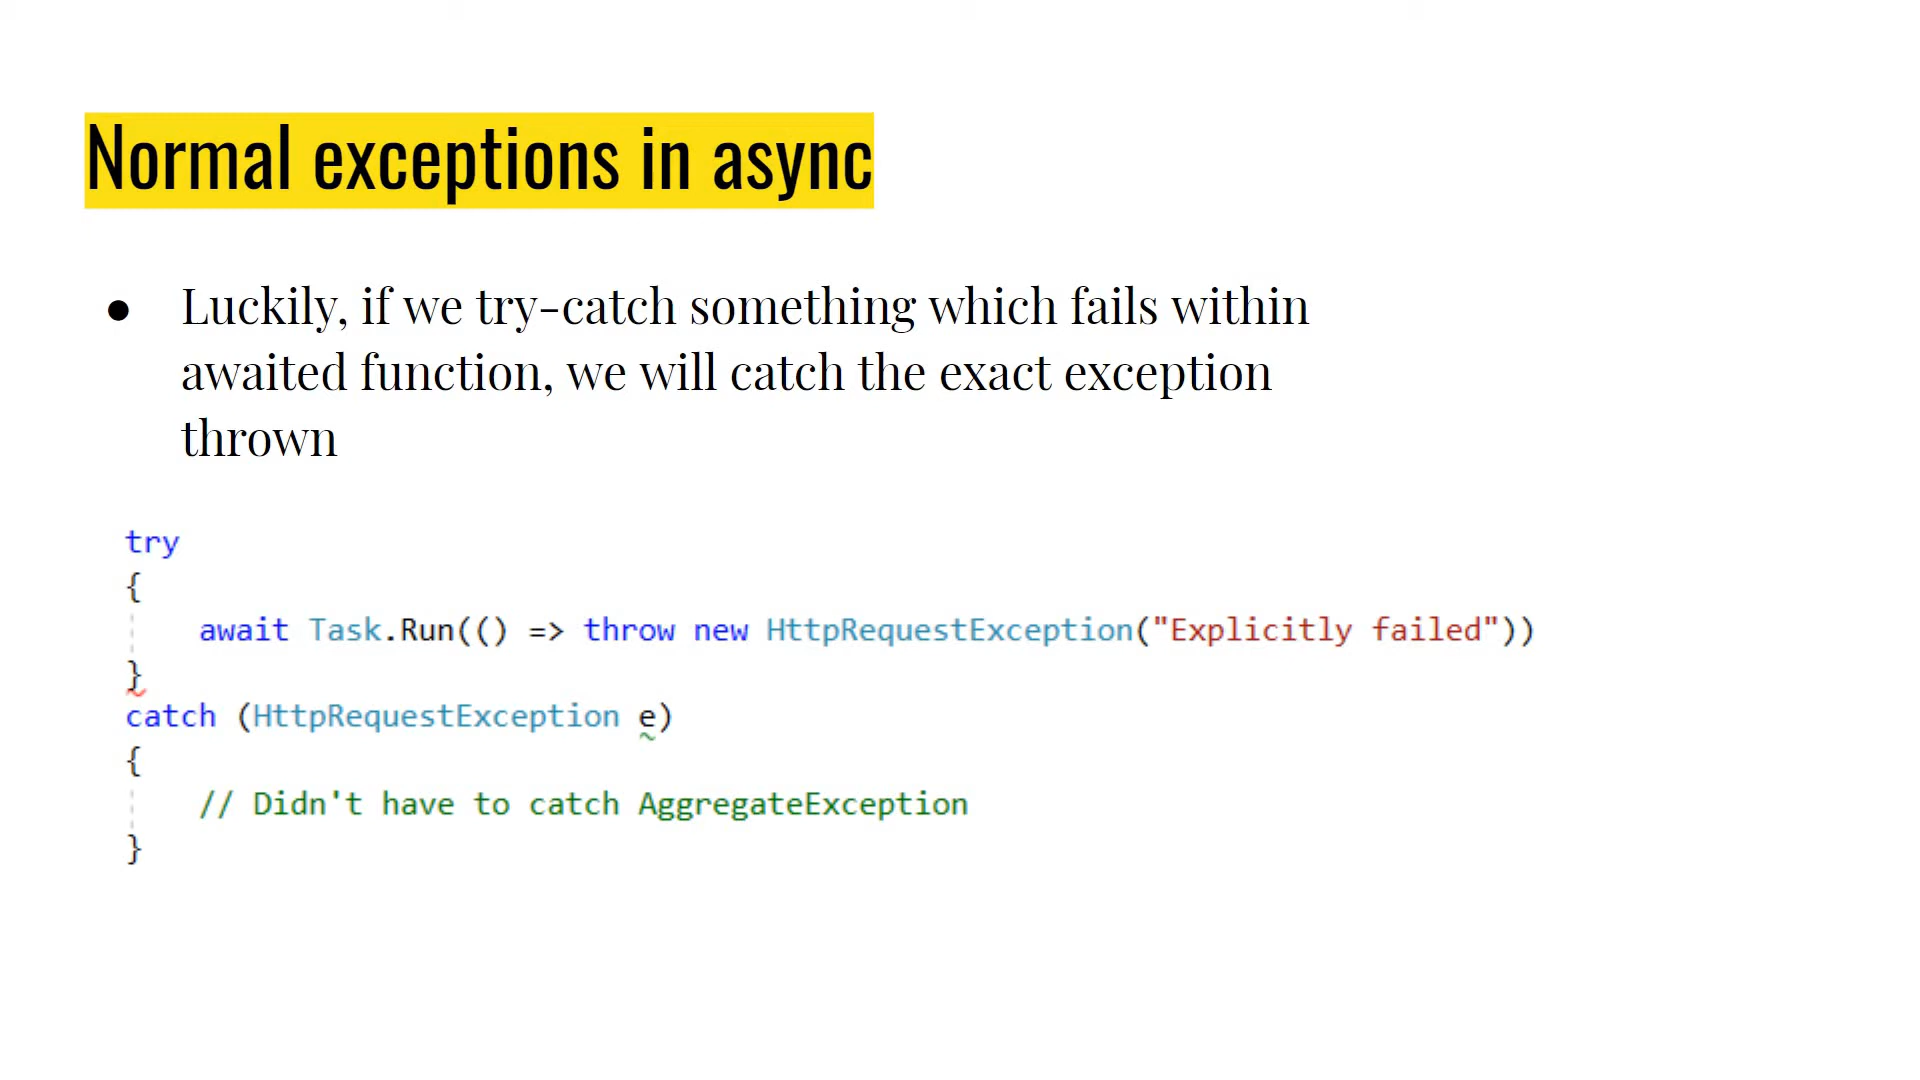 Normal exceptions in async
● Luckily, if we try-catch something which fails within
awaited function, we will catch the exact exception
thrown
try
{
    await Task.Run(() => throw new HttpRequestException("Explicitly failed"))
}
catch (HttpRequestException e)
{
    // Didn't have to catch AggregateException
}